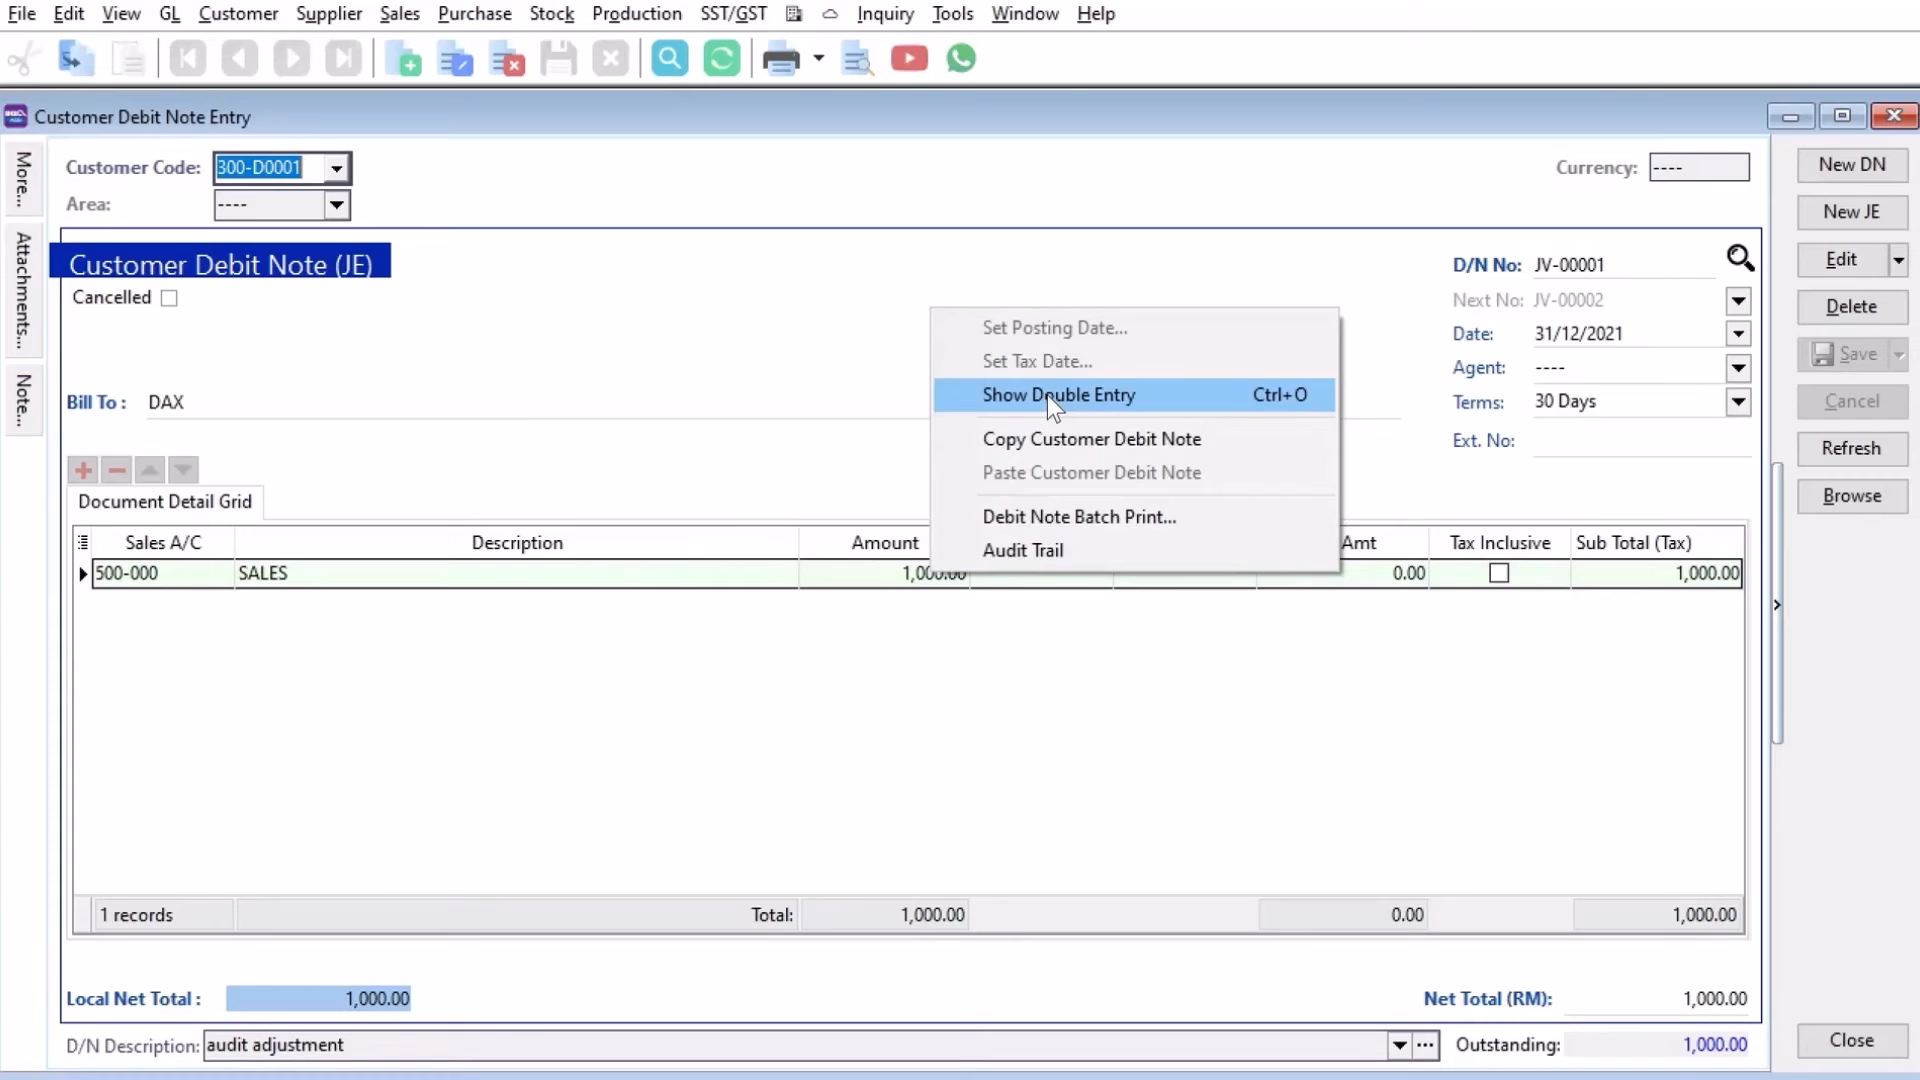 File Edit View GL Customer Supplier Sales Purchase Stock Production SST/GST Inquiry Tools Window Help
Customer Debit Note Entry
More...
Attachments...
Note...
Customer Code: 300-D0001
Currency: ----
Area: ----
Customer Debit Note (JE)
Cancelled
D/N No: JV-00001
Next No: JV-00002
Date: 31/12/2021
Agent: ----
Terms: 30 Days
Ext. No:
Bill To : DAX
Set Posting Date...
Set Tax Date...
Show Double Entry Ctrl+O
Copy Customer Debit Note
Paste Customer Debit Note
Debit Note Batch Print...
Audit Trail
New DN
New JE
Edit
Delete
Save
Cancel
Refresh
Browse
Document Detail Grid
Sales A/C Description Amount Amt Tax Inclusive Sub Total (Tax)
500-000 SALES 1,000.00 0.00 1,000.00
1 records Total: 1,000.00 0.00 1,000.00
Local Net Total : 1,000.00
Net Total (RM): 1,000.00
D/N Description: audit adjustment
Outstanding: 1,000.00
Close